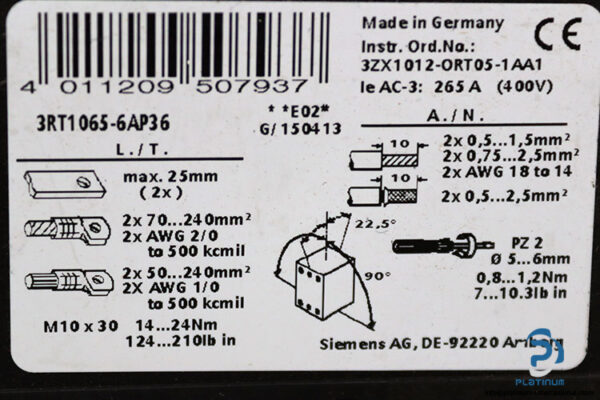 4 011209 507937
3RT1065-6AP36
* *E02*
G/150413
Made in Germany
Instr. Ord.No.:
3ZX1012-0RT05-1AA1
Ie AC-3: 265A (400V)
CE
L./T.
max. 25mm
(2x)
2x 70...240mm²
2x AWG 2/0
to 500 kcmil
2x 50...240mm²
2X AWG 1/0
to 500 kcmil
M10 x 30 14...24Nm
124...210lb in
A./N.
10
2x 0,5...1,5mm²
2x 0,75...2,5mm²
2x AWG 18 to 14
10
2x 0,5...2,5mm²
22,5°
90°
PZ 2
Ø 5...6mm
0,8...1,2Nm
7...10.3lb in
Siemens AG, DE-92220 Amberg
PLATINUM